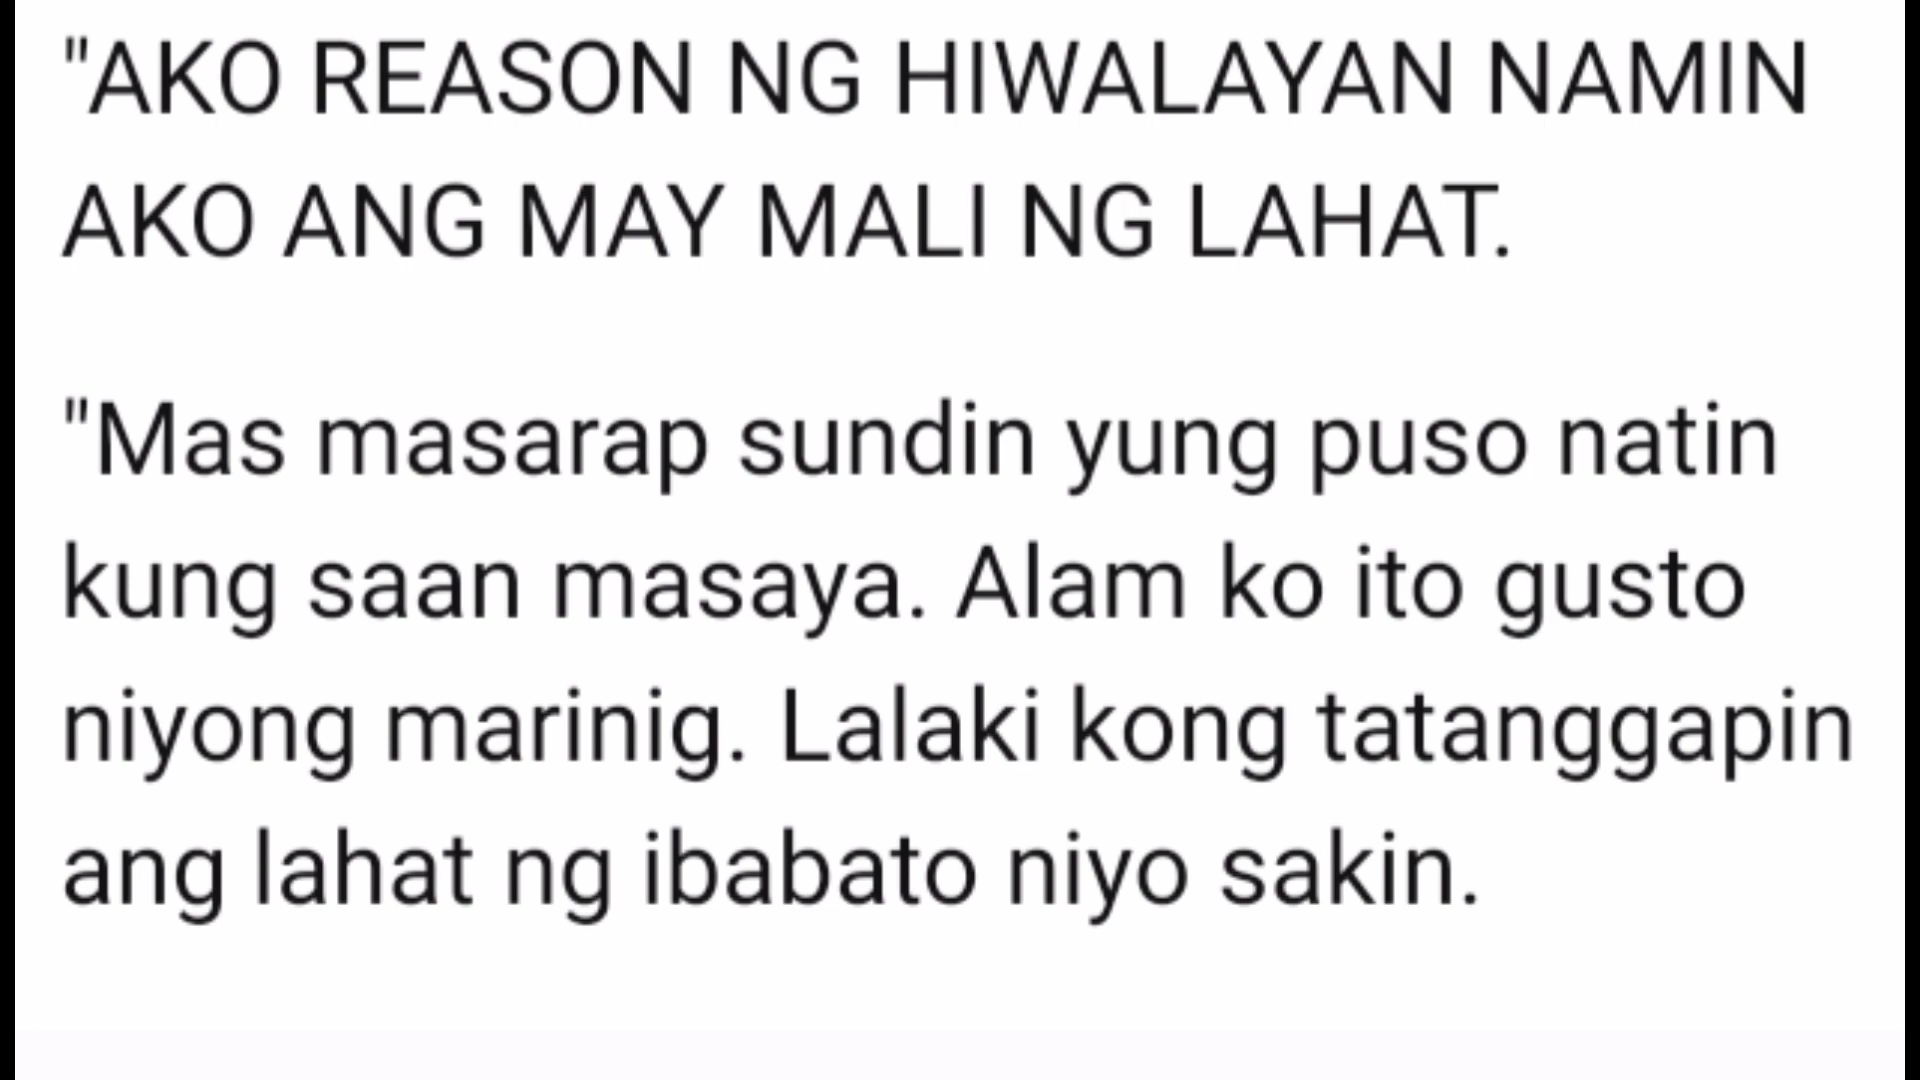 "AKO REASON NG HIWALAYAN NAMIN
AKO ANG MAY MALI NG LAHAT.
"Mas masarap sundin yung puso natin
kung saan masaya. Alam ko ito gusto
niyong marinig. Lalaki kong tatanggapin
ang lahat ng ibabato niyo sakin.